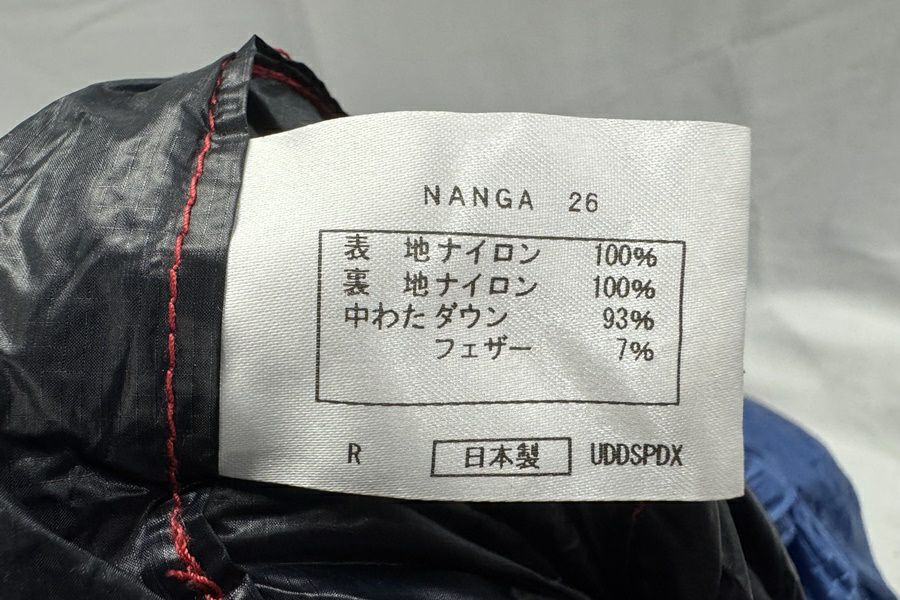 NANGA 26
表 地 ナイロン 100%
裏 地 ナイロン 100%
中わた ダウン 93%
フェザー 7%
R 日本製 UDDSPDX